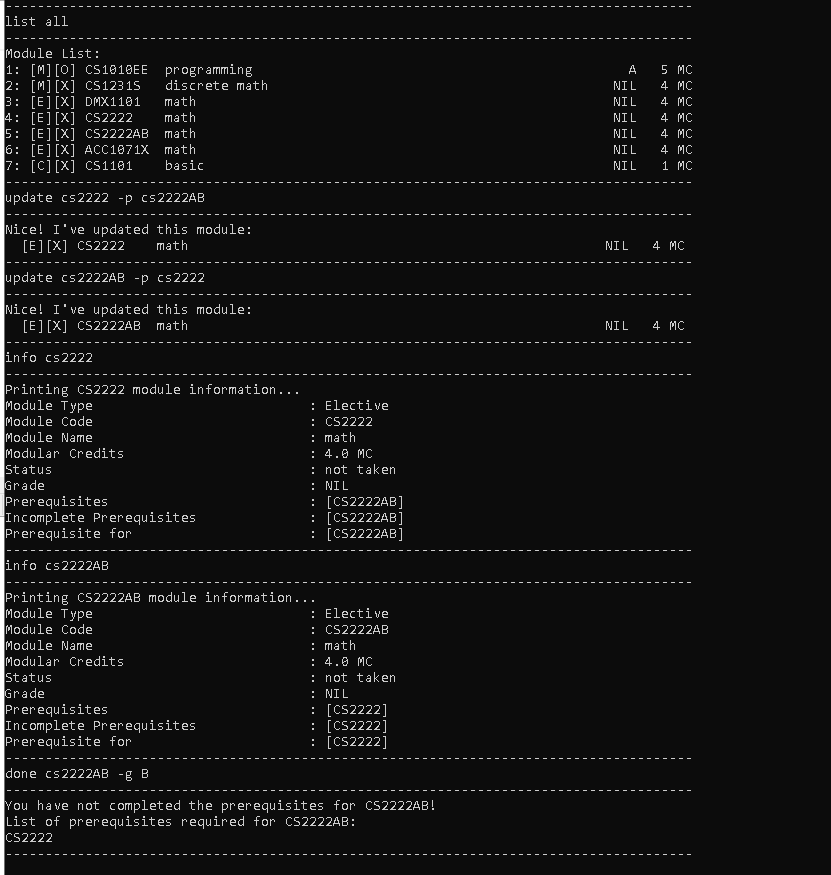 --------------------------------------------------------------------------------------
list all
--------------------------------------------------------------------------------------
Module List:
1: [M][O] CS1010EE  programming                                               A   5 MC
2: [M][X] CS1231S   discrete math                                           NIL   4 MC
3: [E][X] DMX1101   math                                                    NIL   4 MC
4: [E][X] CS2222    math                                                    NIL   4 MC
5: [E][X] CS2222AB  math                                                    NIL   4 MC
6: [E][X] ACC1071X  math                                                    NIL   4 MC
7: [C][X] CS1101    basic                                                   NIL   1 MC
--------------------------------------------------------------------------------------
update cs2222 -p cs2222AB
--------------------------------------------------------------------------------------
Nice! I've updated this module:
  [E][X] CS2222    math                                                    NIL   4 MC
--------------------------------------------------------------------------------------
update cs2222AB -p cs2222
--------------------------------------------------------------------------------------
Nice! I've updated this module:
  [E][X] CS2222AB  math                                                    NIL   4 MC
--------------------------------------------------------------------------------------
info cs2222
--------------------------------------------------------------------------------------
Printing CS2222 module information...
Module Type                           : Elective
Module Code                           : CS2222
Module Name                           : math
Modular Credits                       : 4.0 MC
Status                                : not taken
Grade                                 : NIL
Prerequisites                         : [CS2222AB]
Incomplete Prerequisites              : [CS2222AB]
Prerequisite for                      : [CS2222AB]
--------------------------------------------------------------------------------------
info cs2222AB
--------------------------------------------------------------------------------------
Printing CS2222AB module information...
Module Type                           : Elective
Module Code                           : CS2222AB
Module Name                           : math
Modular Credits                       : 4.0 MC
Status                                : not taken
Grade                                 : NIL
Prerequisites                         : [CS2222]
Incomplete Prerequisites              : [CS2222]
Prerequisite for                      : [CS2222]
--------------------------------------------------------------------------------------
done cs2222AB -g B
--------------------------------------------------------------------------------------
You have not completed the prerequisites for CS2222AB!
List of prerequisites required for CS2222AB:
CS2222
--------------------------------------------------------------------------------------